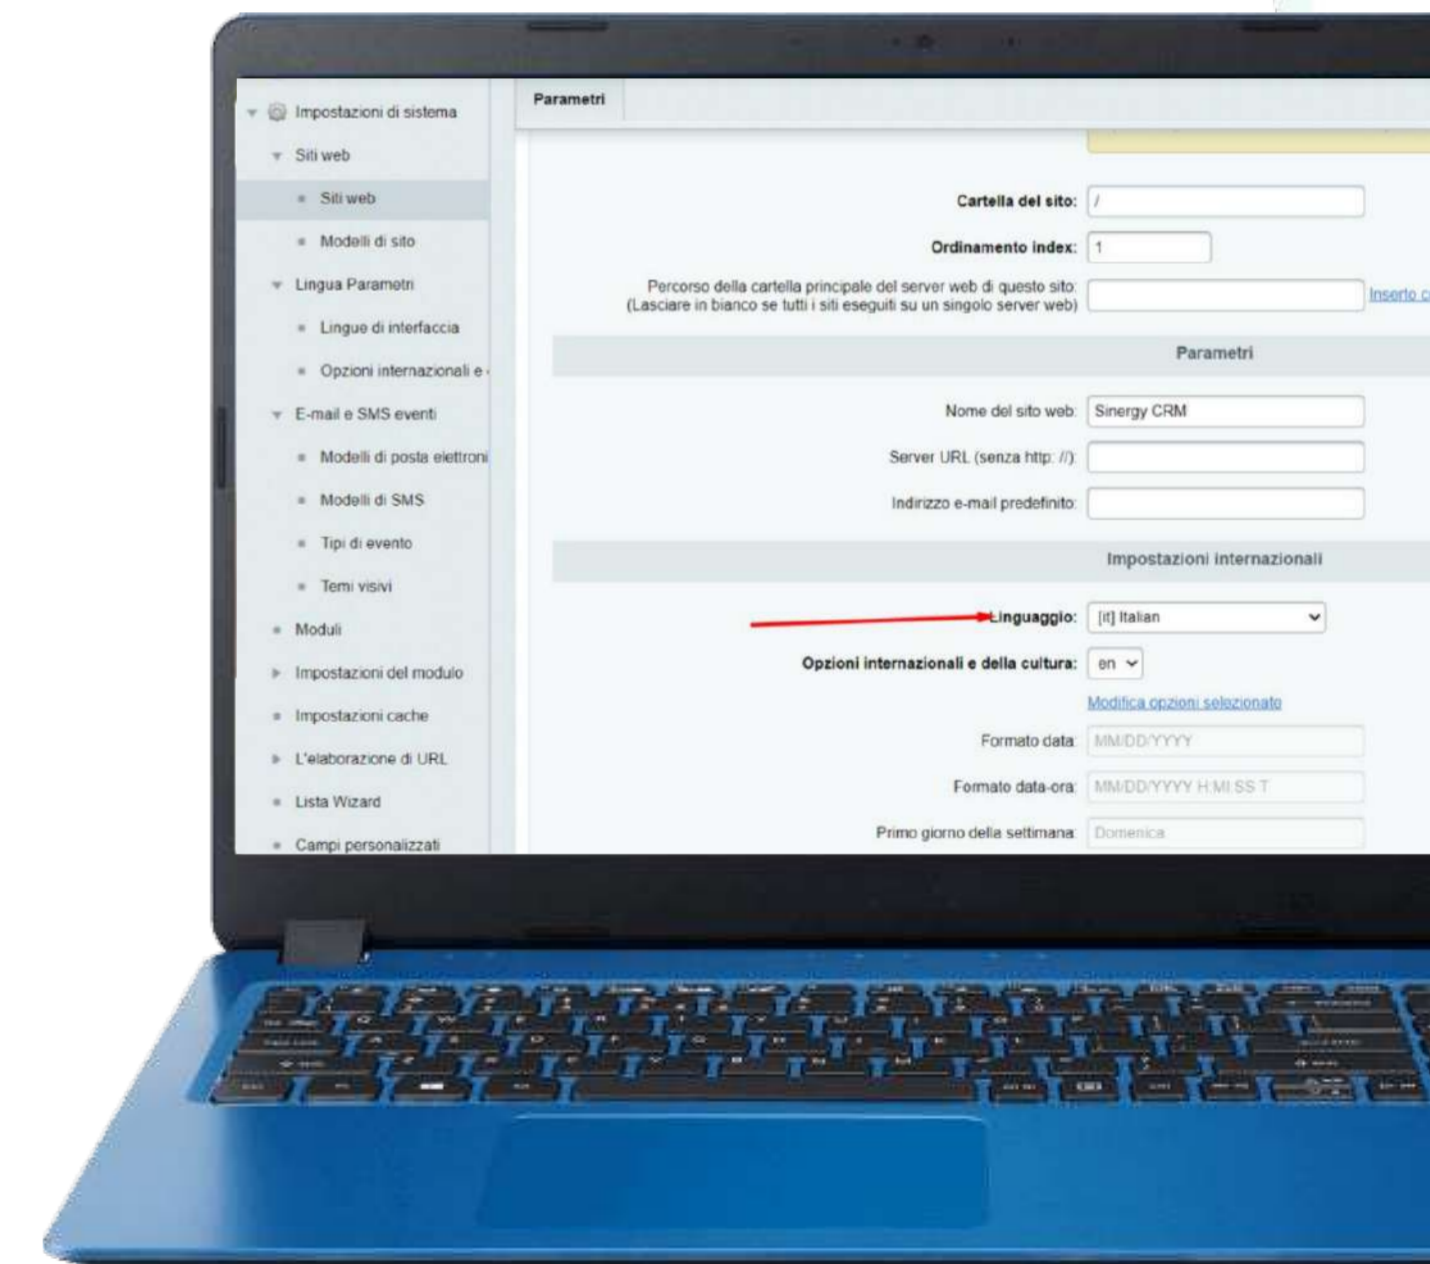 Impostazioni di sistema
Siti web
Siti web
Modelli di sito
Lingua Parametri
Lingue di interfaccia
Opzioni internazionali e
E-mail e SMS eventi
Modelli di posta elettroni
Modelli di SMS
Tipi di evento
Temi visivi
Moduli
Impostazioni del modulo
Impostazioni cache
L'elaborazione di URL
Lista Wizard
Campi personalizzati
Parametri
Cartella del sito: /
Ordinamento index: 1
Percorso della cartella principale del server web di questo sito:
(Lasciare in bianco se tutti i siti eseguiti su un singolo server web)
Inserto c
Parametri
Nome del sito web: Sinergy CRM
Server URL (senza http: //):
Indirizzo e-mail predefinito:
Impostazioni internazionali
Linguaggio: [it] Italian
Opzioni internazionali e della cultura: en
Modifica opzioni selezionato
Formato data: MM/DD/YYYY
Formato data-ora: MM/DD/YYYY H:MI:SS T
Primo giorno della settimana: Domenica